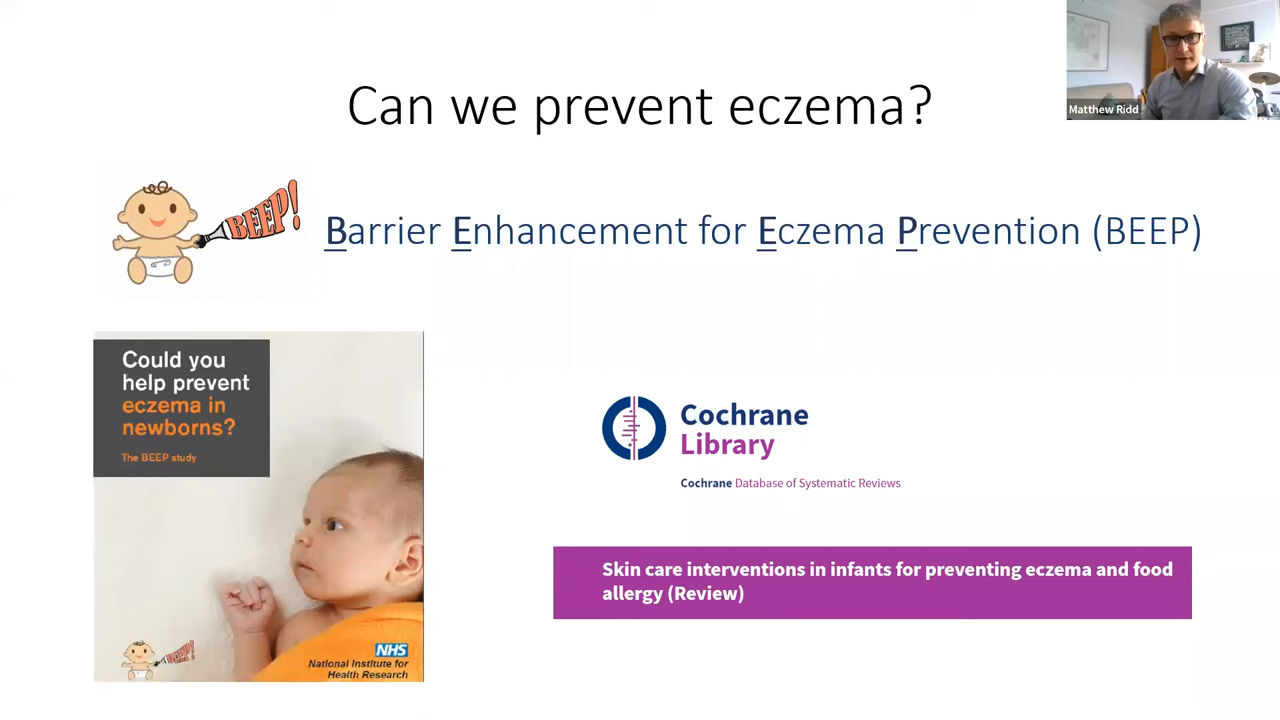 Can we prevent eczema?
Matthew Ridd
BEEP!
Barrier Enhancement for Eczema Prevention (BEEP)
Could you
help prevent
eczema in
newborns?
The BEEP study
NHS
National Institute for
Health Research
Cochrane
Library
Cochrane Database of Systematic Reviews
Skin care interventions in infants for preventing eczema and food
allergy (Review)